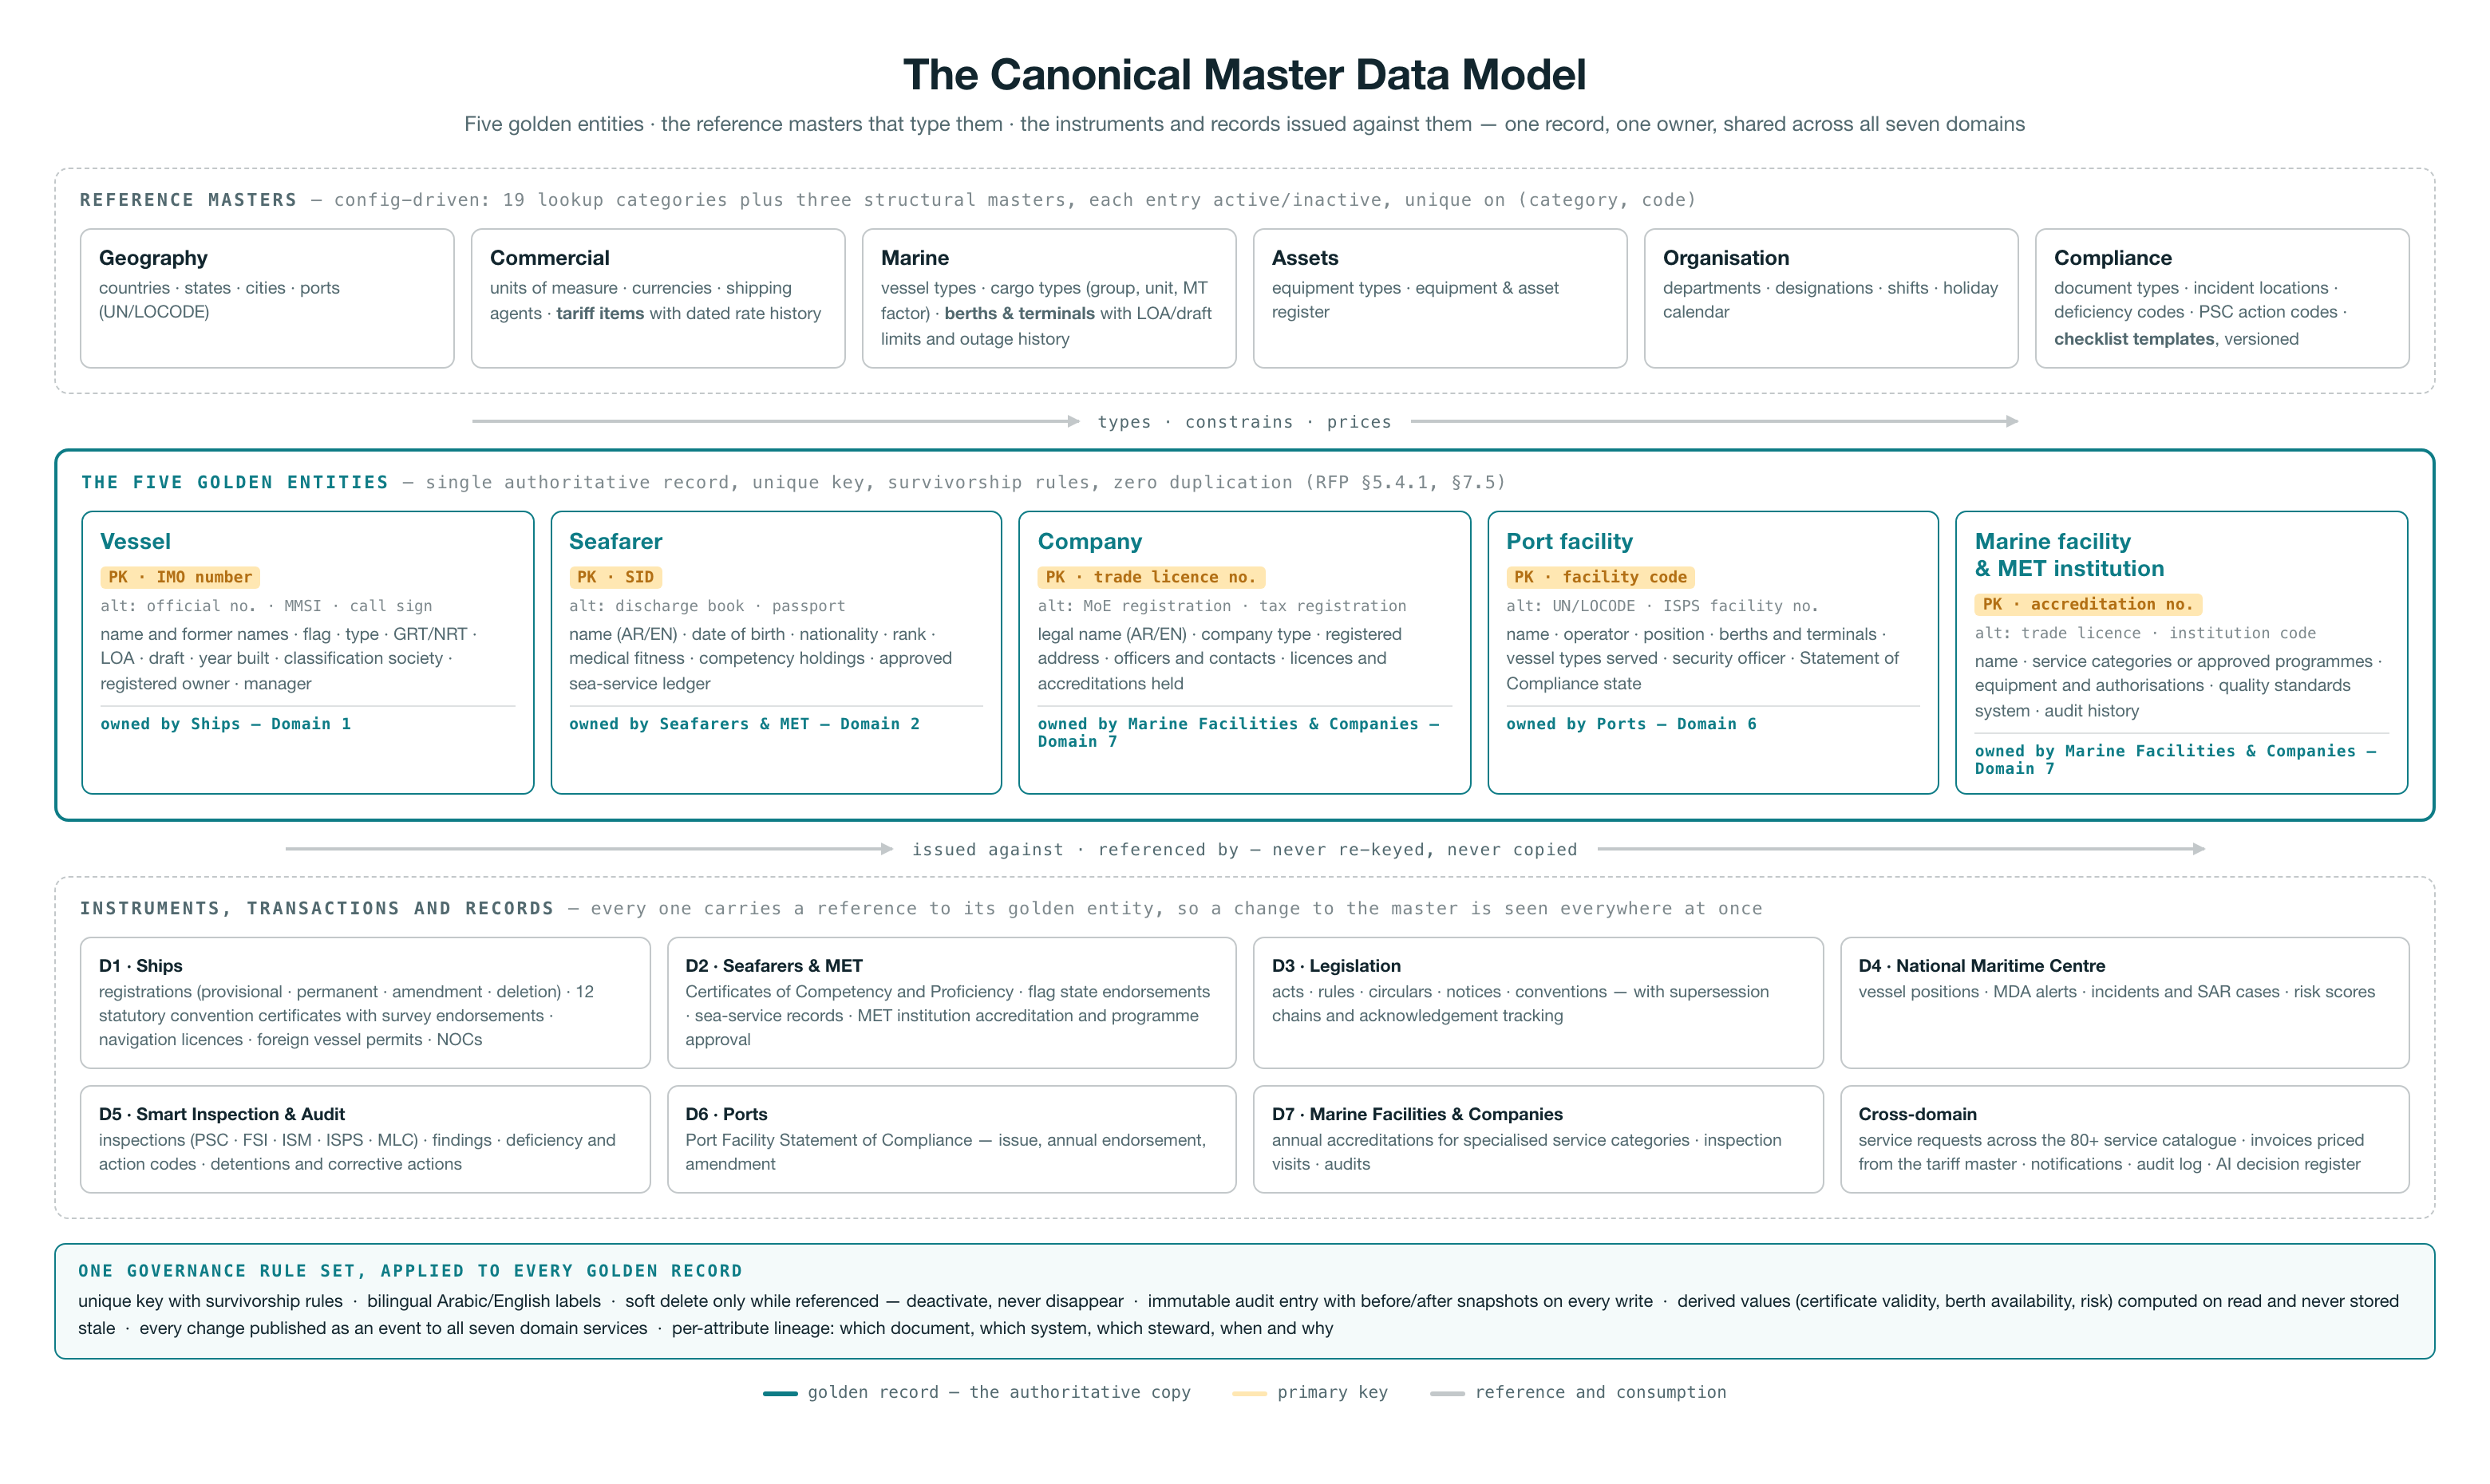 The Canonical Master Data Model
Five golden entities · the reference masters that type them · the instruments and records issued against them — one record, one owner, shared across all seven domains
REFERENCE MASTERS — config-driven: 19 lookup categories plus three structural masters, each entry active/inactive, unique on (category, code)
Geography
countries · states · cities · ports
(UN/LOCODE)
Commercial
units of measure · currencies · shipping
agents · tariff items with dated rate history
Marine
vessel types · cargo types (group, unit, MT
factor) · berths & terminals with LOA/draft
limits and outage history
Assets
equipment types · equipment & asset
register
Organisation
departments · designations · shifts · holiday
calendar
Compliance
document types · incident locations ·
deficiency codes · PSC action codes ·
checklist templates, versioned
types · constrains · prices
THE FIVE GOLDEN ENTITIES — single authoritative record, unique key, survivorship rules, zero duplication (RFP §5.4.1, §7.5)
Vessel
PK · IMO number
alt: official no. · MMSI · call sign
name and former names · flag · type · GRT/NRT ·
LOA · draft · year built · classification society ·
registered owner · manager
owned by Ships — Domain 1
Seafarer
PK · SID
alt: discharge book · passport
name (AR/EN) · date of birth · nationality · rank ·
medical fitness · competency holdings · approved
sea-service ledger
owned by Seafarers & MET — Domain 2
Company
PK · trade licence no.
alt: MoE registration · tax registration
legal name (AR/EN) · company type · registered
address · officers and contacts · licences and
accreditations held
owned by Marine Facilities & Companies —
Domain 7
Port facility
PK · facility code
alt: UN/LOCODE · ISPS facility no.
name · operator · position · berths and terminals ·
vessel types served · security officer · Statement of
Compliance state
owned by Ports — Domain 6
Marine facility
& MET institution
PK · accreditation no.
alt: trade licence · institution code
name · service categories or approved programmes ·
equipment and authorisations · quality standards
system · audit history
owned by Marine Facilities & Companies —
Domain 7
issued against · referenced by — never re-keyed, never copied
INSTRUMENTS, TRANSACTIONS AND RECORDS — every one carries a reference to its golden entity, so a change to the master is seen everywhere at once
D1 · Ships
registrations (provisional · permanent · amendment · deletion) · 12
statutory convention certificates with survey endorsements ·
navigation licences · foreign vessel permits · NOCs
D2 · Seafarers & MET
Certificates of Competency and Proficiency · flag state endorsements
· sea-service records · MET institution accreditation and programme
approval
D3 · Legislation
acts · rules · circulars · notices · conventions — with supersession
chains and acknowledgement tracking
D4 · National Maritime Centre
vessel positions · MDA alerts · incidents and SAR cases · risk scores
D5 · Smart Inspection & Audit
inspections (PSC · FSI · ISM · ISPS · MLC) · findings · deficiency and
action codes · detentions and corrective actions
D6 · Ports
Port Facility Statement of Compliance — issue, annual endorsement,
amendment
D7 · Marine Facilities & Companies
annual accreditations for specialised service categories · inspection
visits · audits
Cross-domain
service requests across the 80+ service catalogue · invoices priced
from the tariff master · notifications · audit log · AI decision register
ONE GOVERNANCE RULE SET, APPLIED TO EVERY GOLDEN RECORD
unique key with survivorship rules · bilingual Arabic/English labels · soft delete only while referenced — deactivate, never disappear · immutable audit entry with before/after snapshots on every write · derived values (certificate validity, berth availability, risk) computed on read and never stored
stale · every change published as an event to all seven domain services · per-attribute lineage: which document, which system, which steward, when and why
golden record — the authoritative copy
primary key
reference and consumption